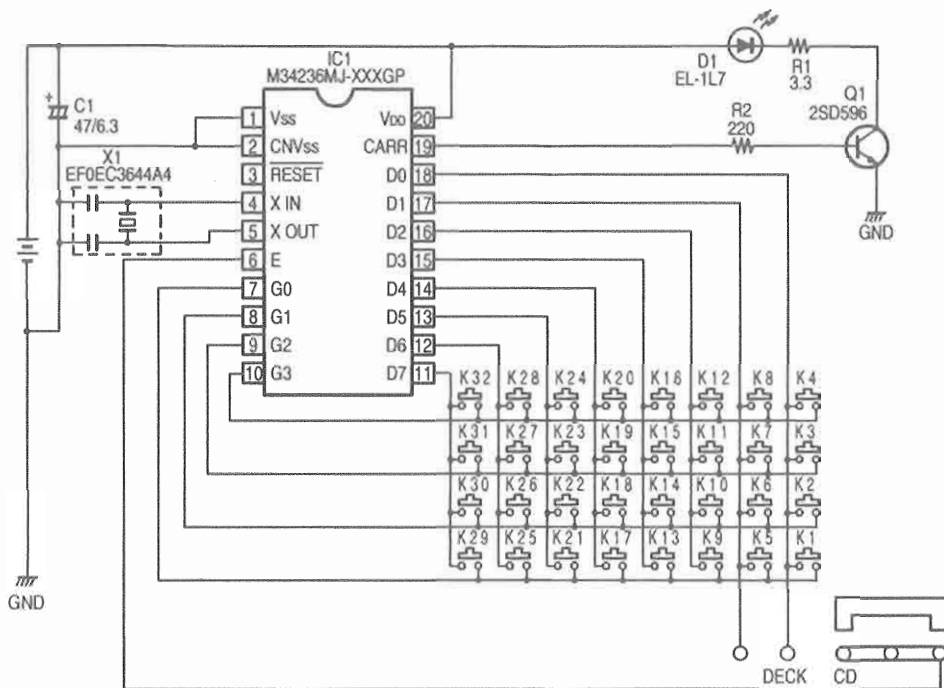 IC1
M34236MJ-XXXGP
D1
EL-1L7
R1
3.3
Q1
2SD596
R2
220
+
C1
47/6.3
X1
EF0EC3644A4
1 Vss
2 CNVss
3 RESET
4 X IN
5 X OUT
6 E
7 G0
8 G1
9 G2
10 G3
VDD 20
CARR 19
D0 18
D1 17
D2 16
D3 15
D4 14
D5 13
D6 12
D7 11
GND
K32 K28 K24 K20 K16 K12 K8 K4
K31 K27 K23 K19 K15 K11 K7 K3
K30 K26 K22 K18 K14 K10 K6 K2
K29 K25 K21 K17 K13 K9 K5 K1
GND
DECK CD